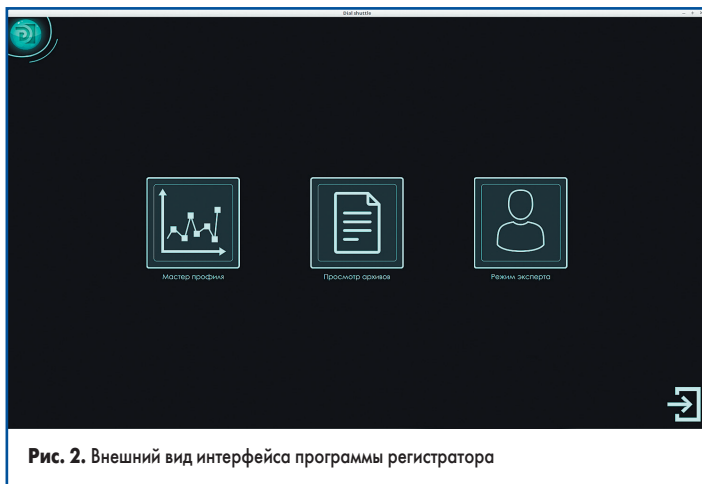 Dial shuttle
Мастер профиля
Просмотр архивов
Режим эксперта
Рис. 2. Внешний вид интерфейса программы регистратора